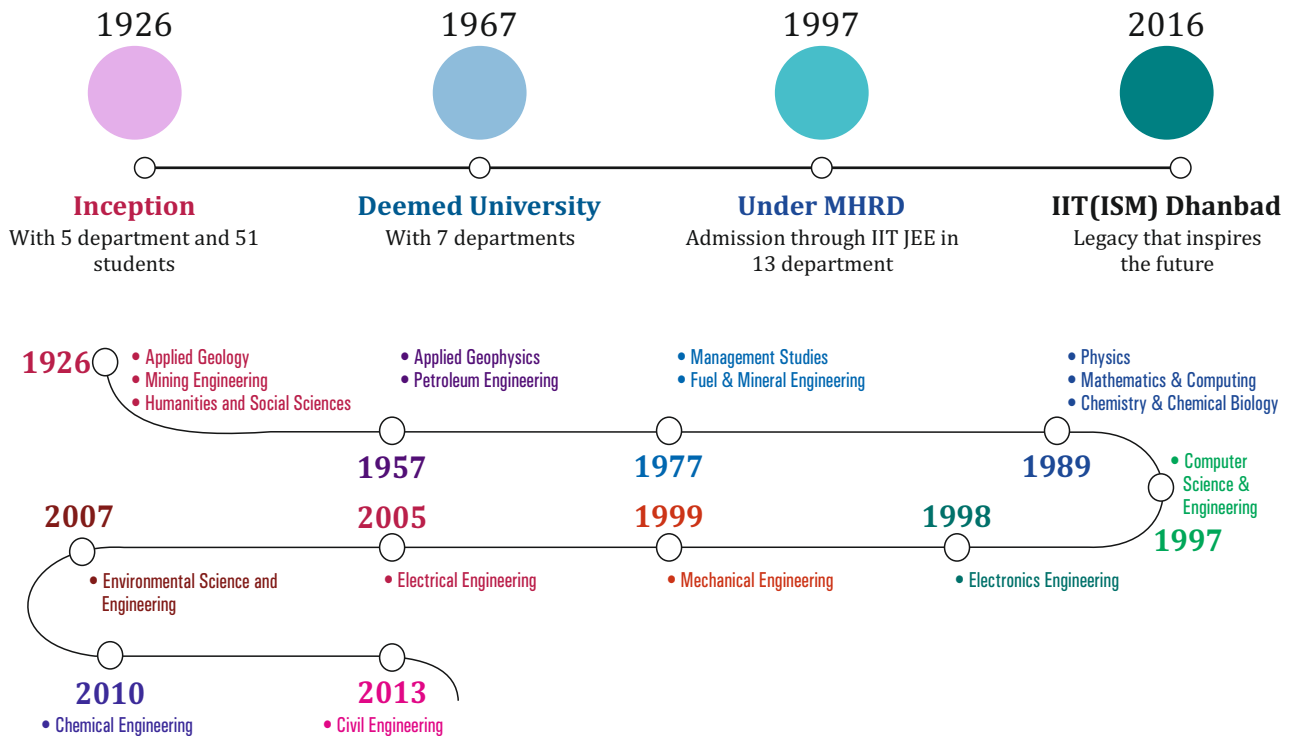 1926
1967
1997
2016
Inception
With 5 department and 51
students
Deemed University
With 7 departments
Under MHRD
Admission through IIT JEE in
13 department
IIT(ISM) Dhanbad
Legacy that inspires
the future
1926
• Applied Geology
• Mining Engineering
• Humanities and Social Sciences
• Applied Geophysics
• Petroleum Engineering
1957
• Management Studies
• Fuel & Mineral Engineering
1977
• Physics
• Mathematics & Computing
• Chemistry & Chemical Biology
1989
• Computer
Science &
Engineering
1997
1998
• Electronics Engineering
1999
• Mechanical Engineering
2005
• Electrical Engineering
2007
• Environmental Science and
Engineering
2010
• Chemical Engineering
2013
• Civil Engineering